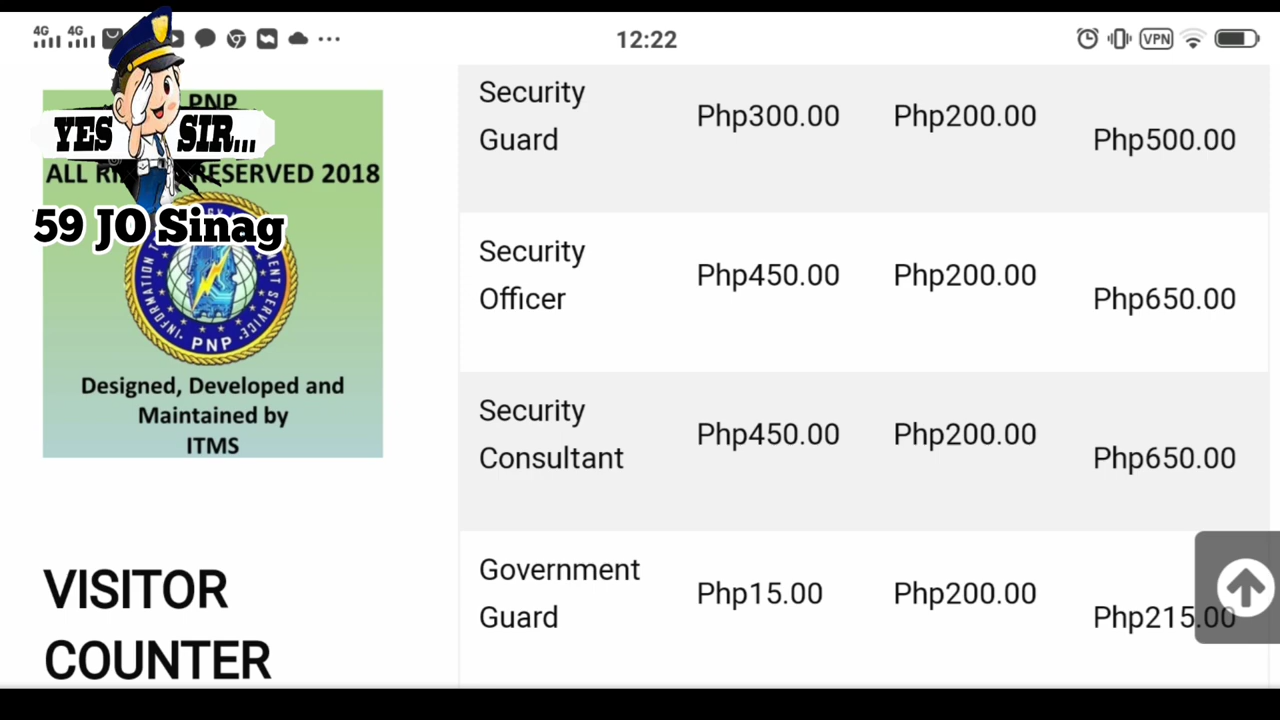 4G 4G
12:22
VPN
PNP
YES SIR...
ALL RESERVED 2018
59 JO Sinag
PNP
Designed, Developed and
Maintained by
ITMS
VISITOR
COUNTER
Security
Guard
Php300.00
Php200.00
Php500.00
Security
Officer
Php450.00
Php200.00
Php650.00
Security
Consultant
Php450.00
Php200.00
Php650.00
Government
Guard
Php15.00
Php200.00
Php215.00